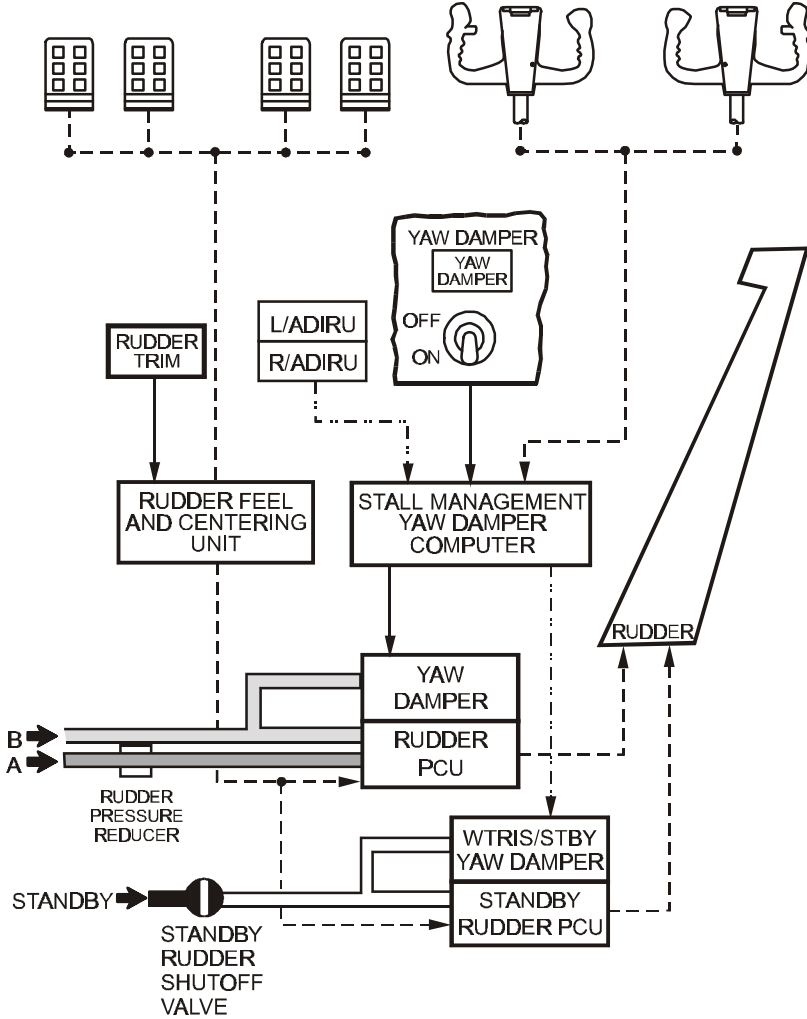 YAW DAMPER
YAW
DAMPER
OFF
ON
L/ADIRU
R/ADIRU
RUDDER
TRIM
RUDDER FEEL
AND CENTERING
UNIT
STALL MANAGEMENT
YAW DAMPER
COMPUTER
RUDDER
YAW
DAMPER
B
A
RUDDER
PCU
RUDDER
PRESSURE
REDUCER
WTRIS/STBY
YAW DAMPER
STANDBY
STANDBY
RUDDER PCU
STANDBY
RUDDER
SHUTOFF
VALVE